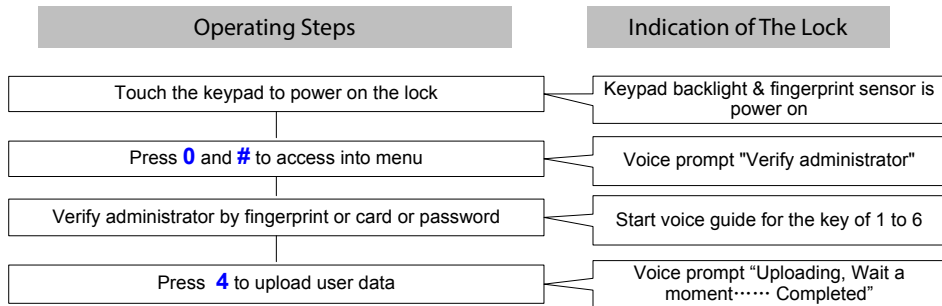 Operating Steps
Indication of The Lock
Touch the keypad to power on the lock
Keypad backlight & fingerprint sensor is
power on
Press 0 and # to access into menu
Voice prompt "Verify administrator"
Verify administrator by fingerprint or card or password
Start voice guide for the key of 1 to 6
Press 4 to upload user data
Voice prompt “Uploading, Wait a
moment…… Completed”